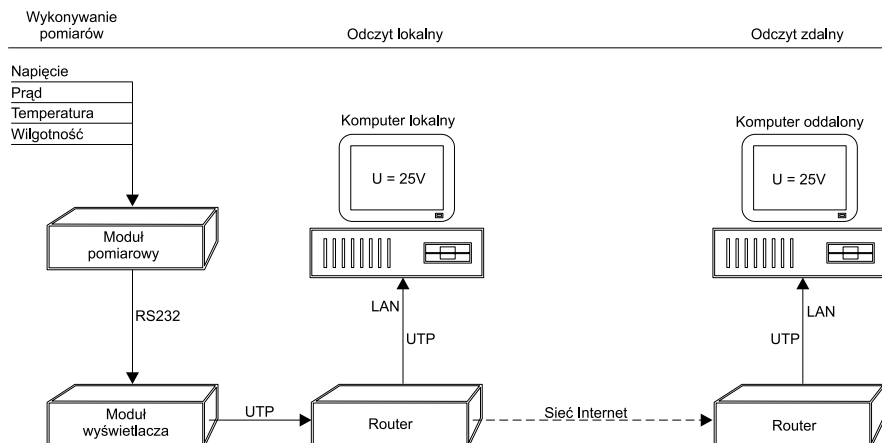 Wykonywanie
pomiarów
Odczyt lokalny
Odczyt zdalny
Napięcie
Prąd
Temperatura
Wilgotność
Komputer lokalny
Komputer oddalony
U = 25V
U = 25V
Moduł
pomiarowy
RS232
LAN
UTP
LAN
UTP
Moduł
wyświetlacza
UTP
Router
Sieć Internet
Router